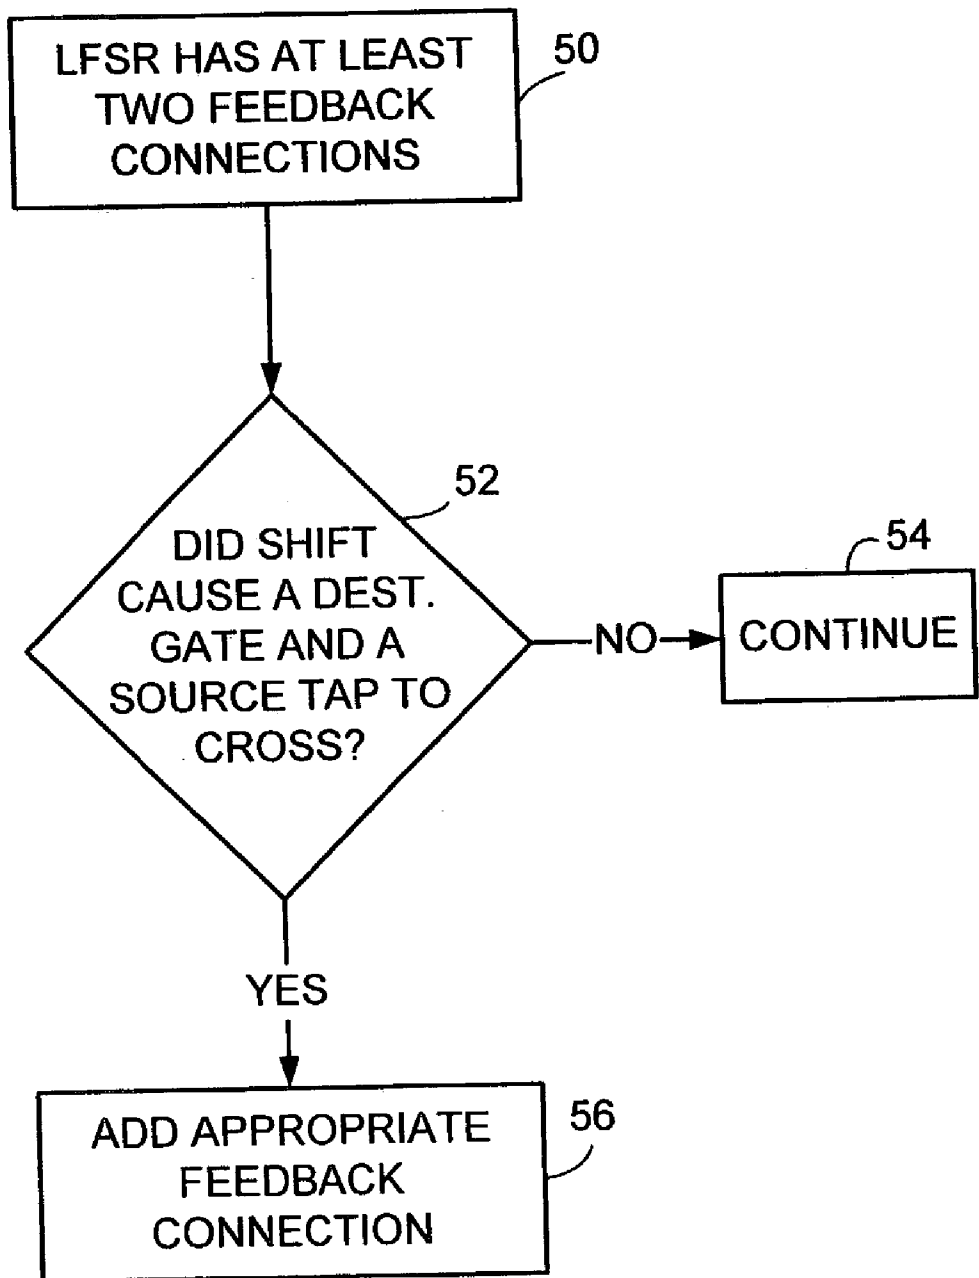 LFSR HAS AT LEAST
TWO FEEDBACK
CONNECTIONS
50
52
DID SHIFT
CAUSE A DEST.
GATE AND A
SOURCE TAP TO
CROSS?
NO
54
CONTINUE
YES
56
ADD APPROPRIATE
FEEDBACK
CONNECTION